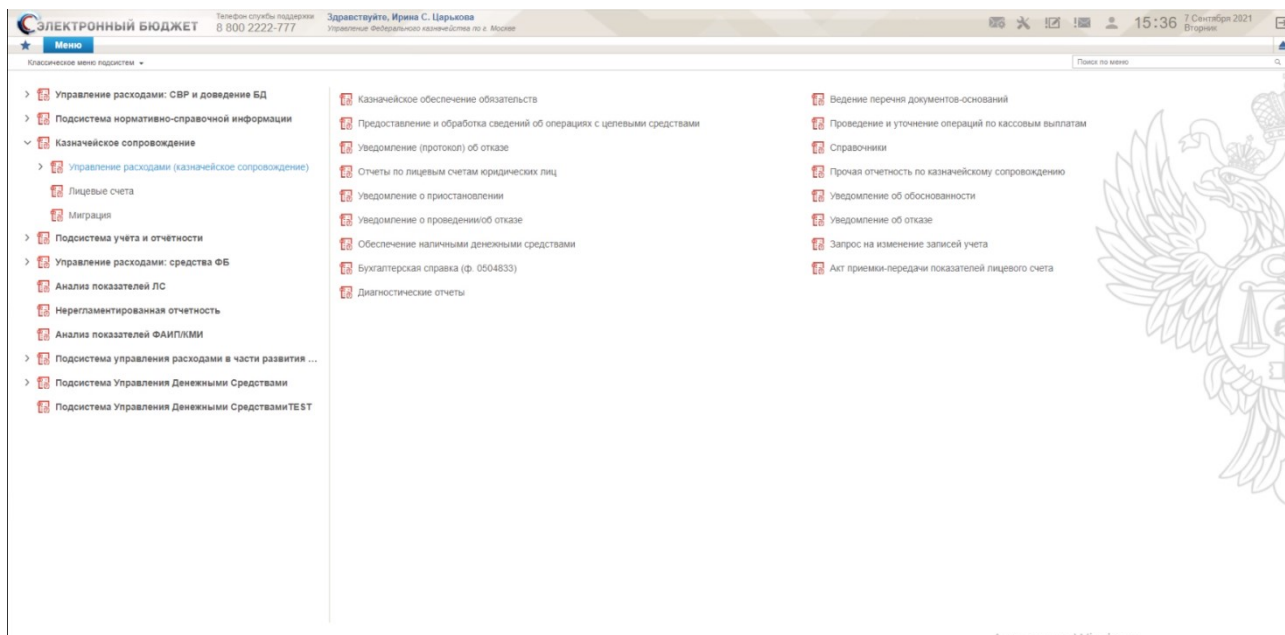 ЭЛЕКТРОННЫЙ БЮДЖЕТ
Телефон службы поддержки
8 800 2222-777
Здравствуйте, Ирина С. Царькова
Управление Федерального казначейства по г. Москве
15:36
7 Сентября 2021
Вторник
Меню
Классическое меню подсистем
Поиск по меню
Управление расходами: СВР и доведение БД
Подсистема нормативно-справочной информации
Казначейское сопровождение
Управление расходами (казначейское сопровождение)
Лицевые счета
Миграция
Подсистема учёта и отчётности
Управление расходами: средства ФБ
Анализ показателей ЛС
Нерегламентированная отчетность
Анализ показателей ФАИП/КМИ
Подсистема управления расходами в части развития ...
Подсистема Управления Денежными Средствами
Подсистема Управления Денежными СредствамиTEST
Казначейское обеспечение обязательств
Предоставление и обработка сведений об операциях с целевыми средствами
Уведомление (протокол) об отказе
Отчеты по лицевым счетам юридических лиц
Уведомление о приостановлении
Уведомление о проведении/об отказе
Обеспечение наличными денежными средствами
Бухгалтерская справка (ф. 0504833)
Диагностические отчеты
Ведение перечня документов-оснований
Проведение и уточнение операций по кассовым выплатам
Справочники
Прочая отчетность по казначейскому сопровождению
Уведомление об обоснованности
Уведомление об отказе
Запрос на изменение записей учета
Акт приемки-передачи показателей лицевого счета